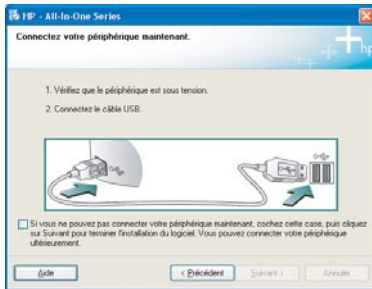 HP - All-In-One Series
Connectez votre périphérique maintenant.
hp
1. Vérifiez que le périphérique est sous tension.
2. Connectez le câble USB.
Si vous ne pouvez pas connecter votre périphérique maintenant, cochez cette case, puis cliquez
sur Suivant pour terminer l'installation du logiciel. Vous pouvez connecter votre périphérique
ultérieurement.
Aide
< Précédent
Suivant >
Annuler